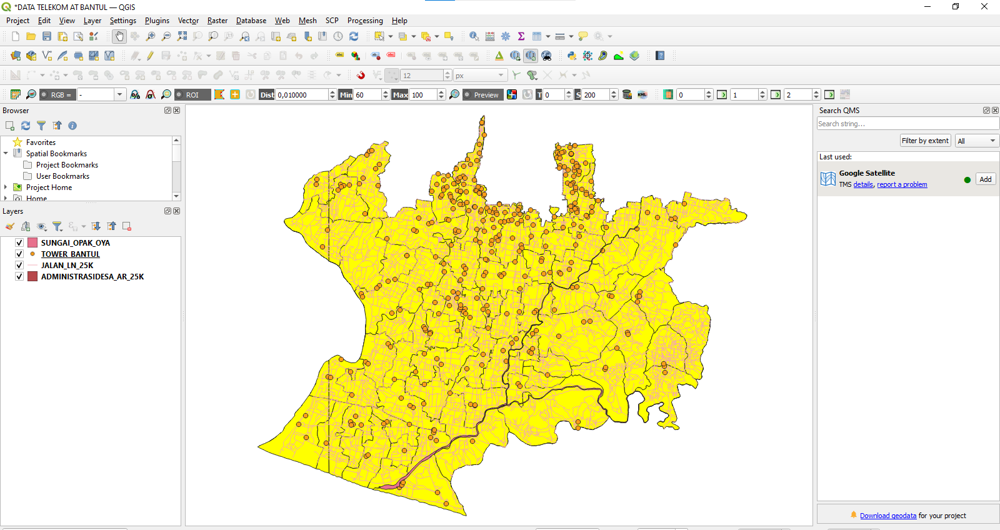 *DATA TELEKOM AT BANTUL — QGIS
Project Edit View Layer Settings Plugins Vector Raster Database Web Mesh SCP Processing Help
12 px
RGB = - ROI Dist 0,010000 Min 60 Max 100 Preview T 0 S 200 KML 0 1 2
Browser
Favorites
Spatial Bookmarks
Project Bookmarks
User Bookmarks
Project Home
Home
Layers
SUNGAI_OPAK_OYA
TOWER_BANTUL
JALAN_LN_25K
ADMINISTRASIDESA_AR_25K
Search QMS
Search string...
Filter by extent All
Last used:
Google Satellite
TMS details, report a problem
Add
Download geodata for your project